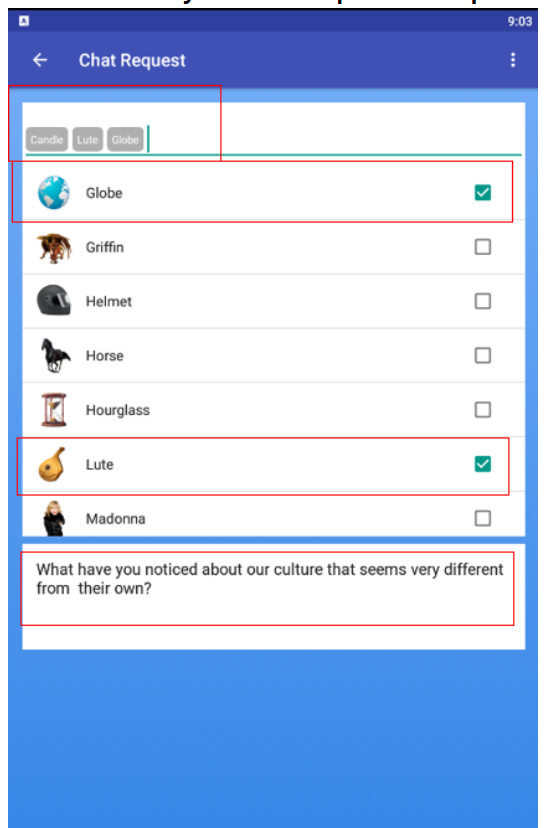 9:03
Chat Request
Candle Lute Globe
Globe
Griffin
Helmet
Horse
Hourglass
Lute
Madonna
What have you noticed about our culture that seems very different
from  their own?